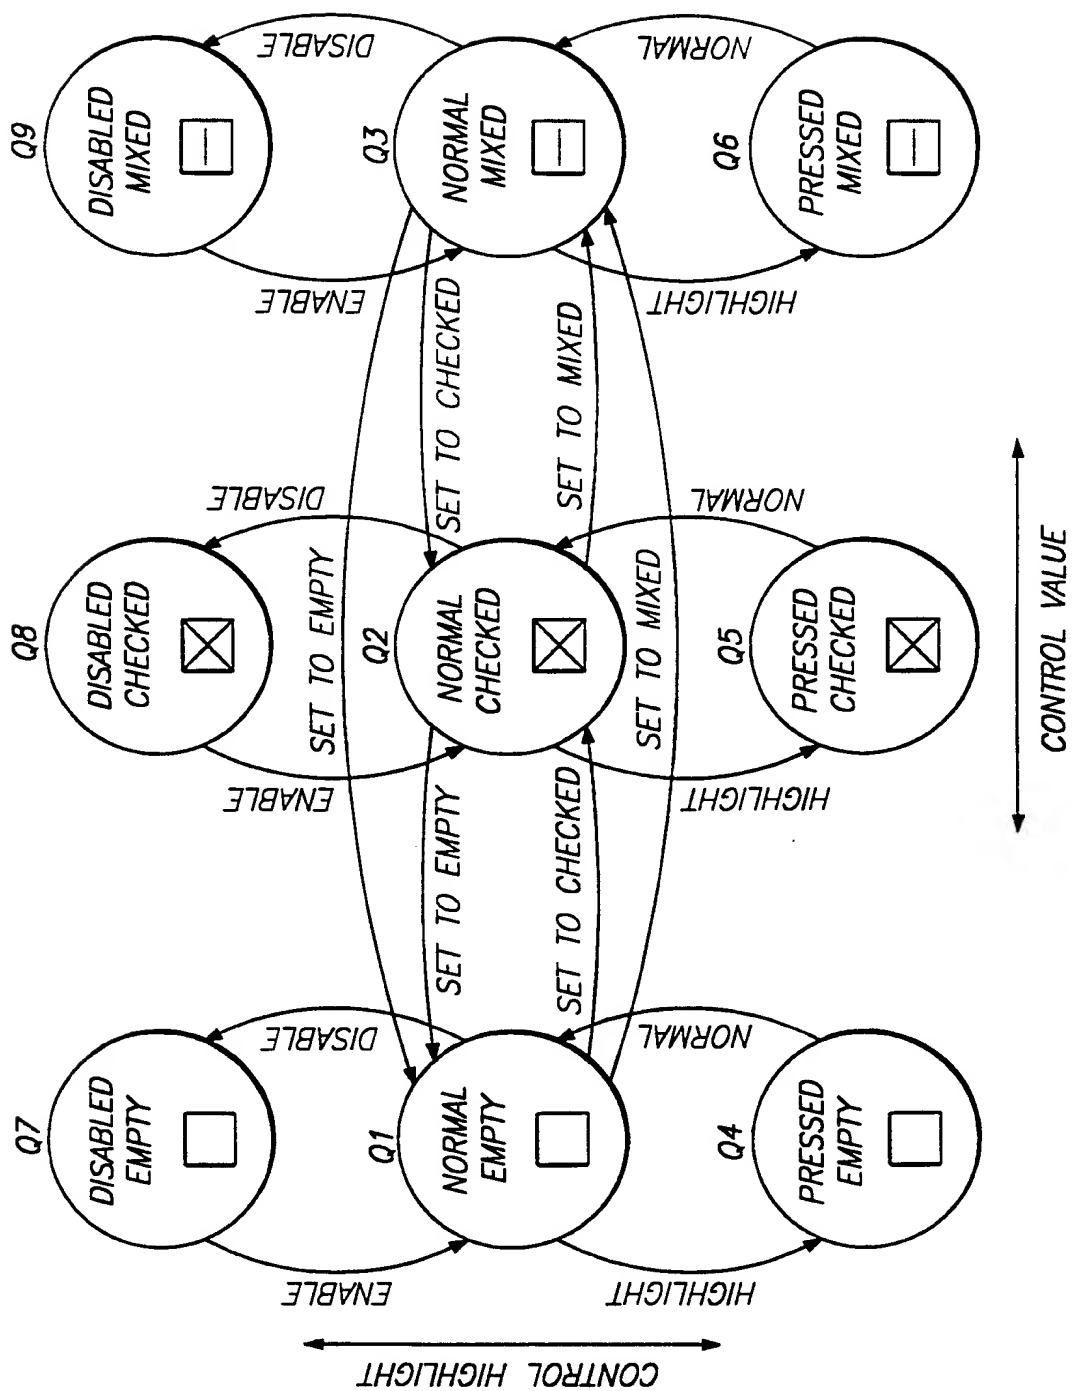 Q7
DISABLED
EMPTY
Q8
DISABLED
CHECKED
Q9
DISABLED
MIXED
ENABLE
DISABLE
ENABLE
DISABLE
ENABLE
DISABLE
SET TO EMPTY
Q1
NORMAL
EMPTY
SET TO EMPTY
Q2
NORMAL
CHECKED
SET TO CHECKED
Q3
NORMAL
MIXED
SET TO CHECKED
SET TO MIXED
SET TO MIXED
HIGHLIGHT
NORMAL
HIGHLIGHT
NORMAL
HIGHLIGHT
NORMAL
Q4
PRESSED
EMPTY
Q5
PRESSED
CHECKED
Q6
PRESSED
MIXED
CONTROL HIGHLIGHT
CONTROL VALUE